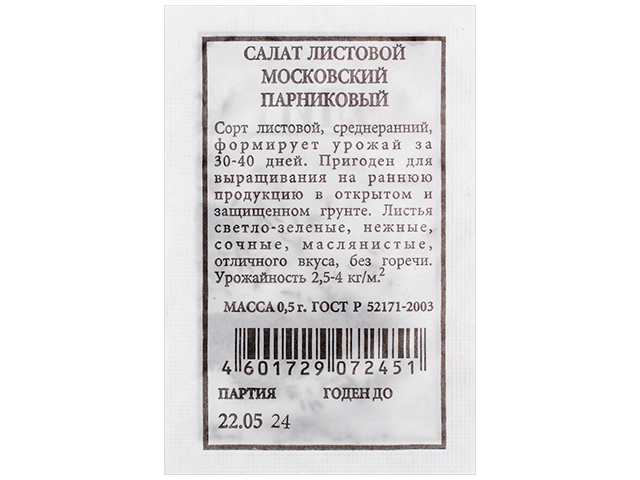 САЛАТ ЛИСТОВОЙ
МОСКОВСКИЙ
ПАРНИКОВЫЙ
Сорт листовой, среднеранний,
формирует урожай за
30-40 дней. Пригоден для
выращивания на раннюю
продукцию в открытом и
защищенном грунте. Листья
светло-зеленые, нежные,
сочные, маслянистые,
отличного вкуса, без горечи.
Урожайность 2,5-4 кг/м.²
МАССА 0,5 г. ГОСТ Р 52171-2003
4 601729 072451
ПАРТИЯ ГОДЕН ДО
22.05 24